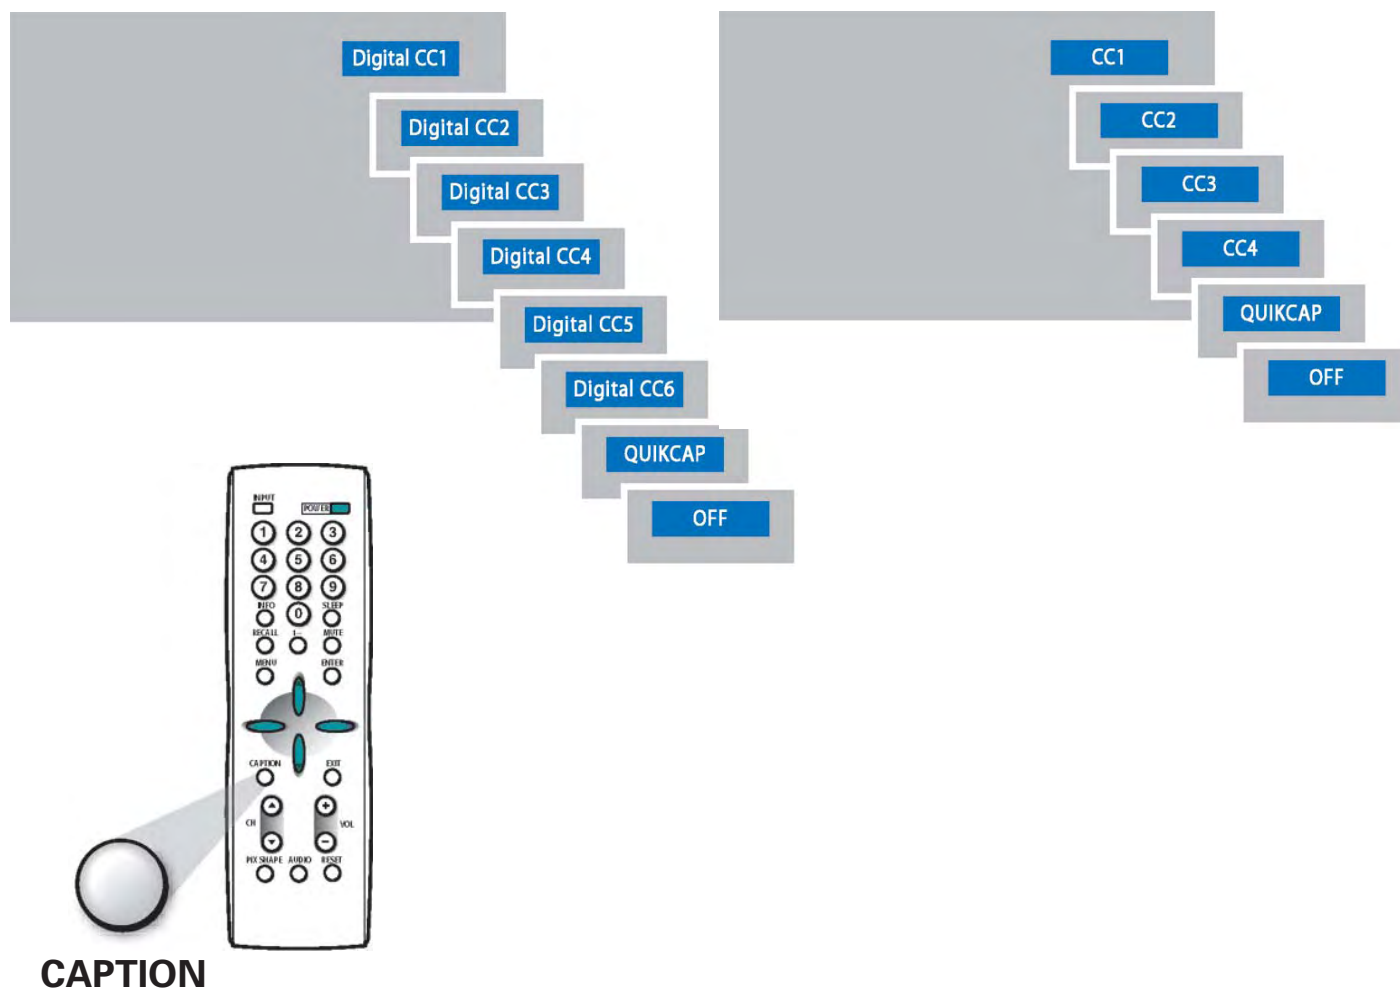 Digital CC1
Digital CC2
Digital CC3
Digital CC4
Digital CC5
Digital CC6
QUIKCAP
OFF
CC1
CC2
CC3
CC4
QUIKCAP
OFF
INPUT POWER
1 2 3
4 5 6
7 8 9
INFO 0 SLEEP
RECALL 1– MUTE
MENU ENTER
CAPTION EXIT
CH + VOL
−
PIX SHAPE AUDIO RESET
CAPTION